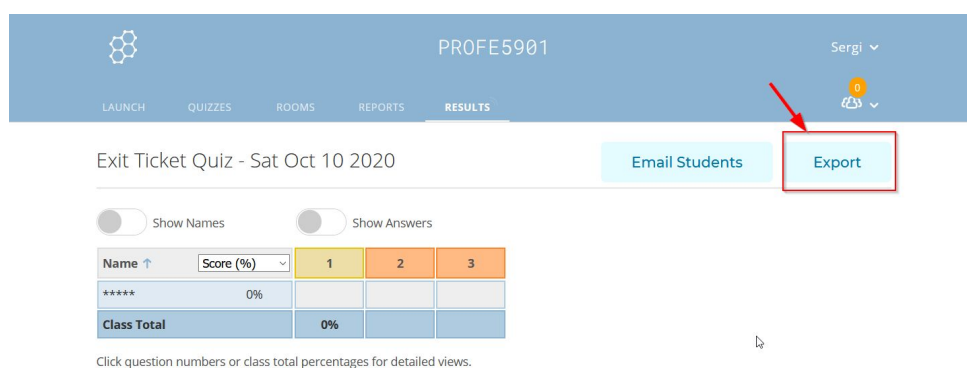 PROFE5901
Sergi
0
LAUNCH QUIZZES ROOMS REPORTS RESULTS
Exit Ticket Quiz - Sat Oct 10 2020
Email Students
Export
Show Names
Show Answers
Name ↑ Score (%) 1 2 3
***** 0%
Class Total 0%
Click question numbers or class total percentages for detailed views.